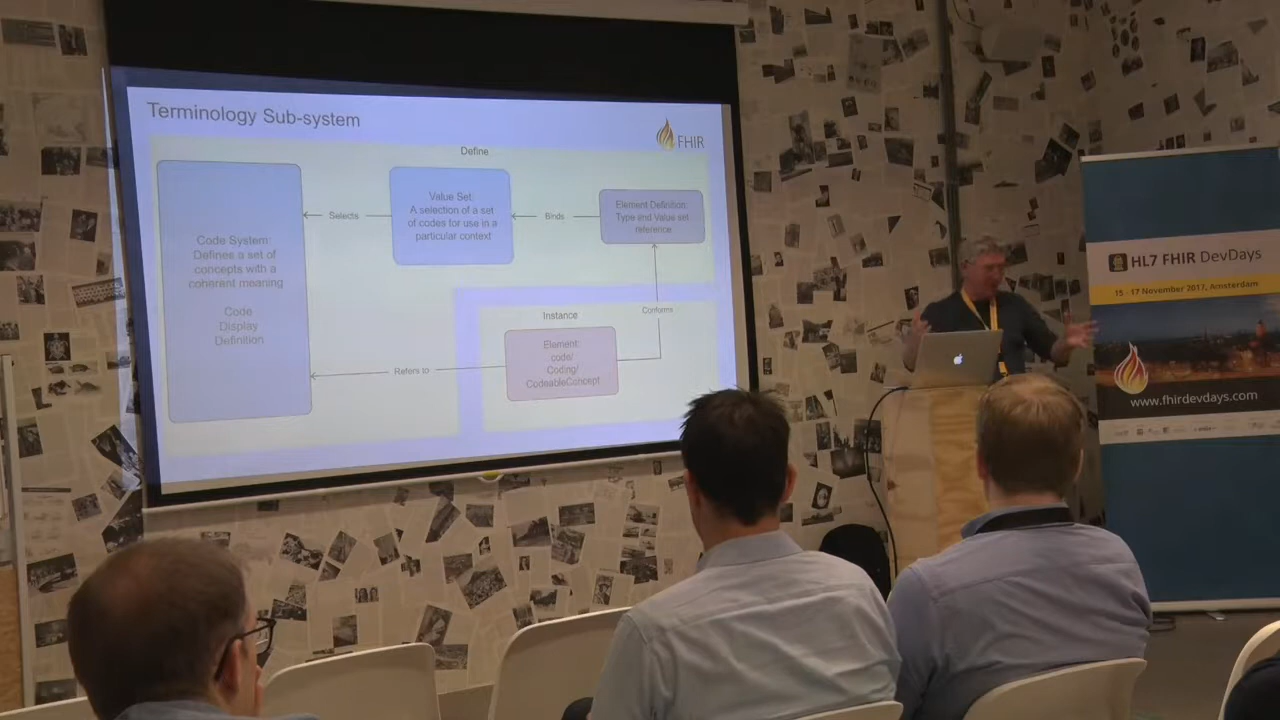 Terminology Sub-system
FHIR
Define
Code System:
Defines a set of
concepts with a
coherent meaning
Code
Display
Definition
Selects
Value Set:
A selection of a set
of codes for use in a
particular context
Binds
Element Definition:
Type and Value set
reference
Conforms
Instance
Element:
code/
Coding/
CodeableConcept
Refers to
HL7 FHIR DevDays
15 - 17 November 2017, Amsterdam
www.fhirdevdays.com